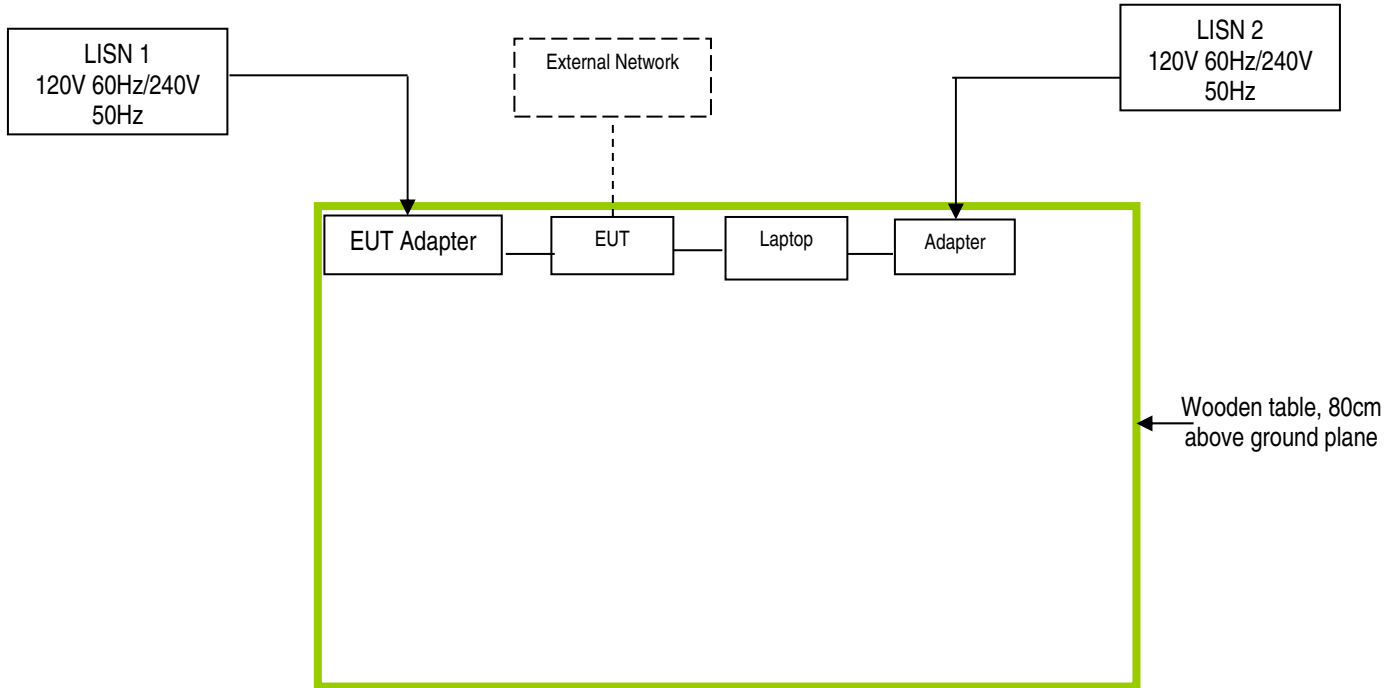 LISN 1
120V 60Hz/240V
50Hz
External Network
LISN 2
120V 60Hz/240V
50Hz
EUT Adapter
EUT
Laptop
Adapter
Wooden table, 80cm
above ground plane